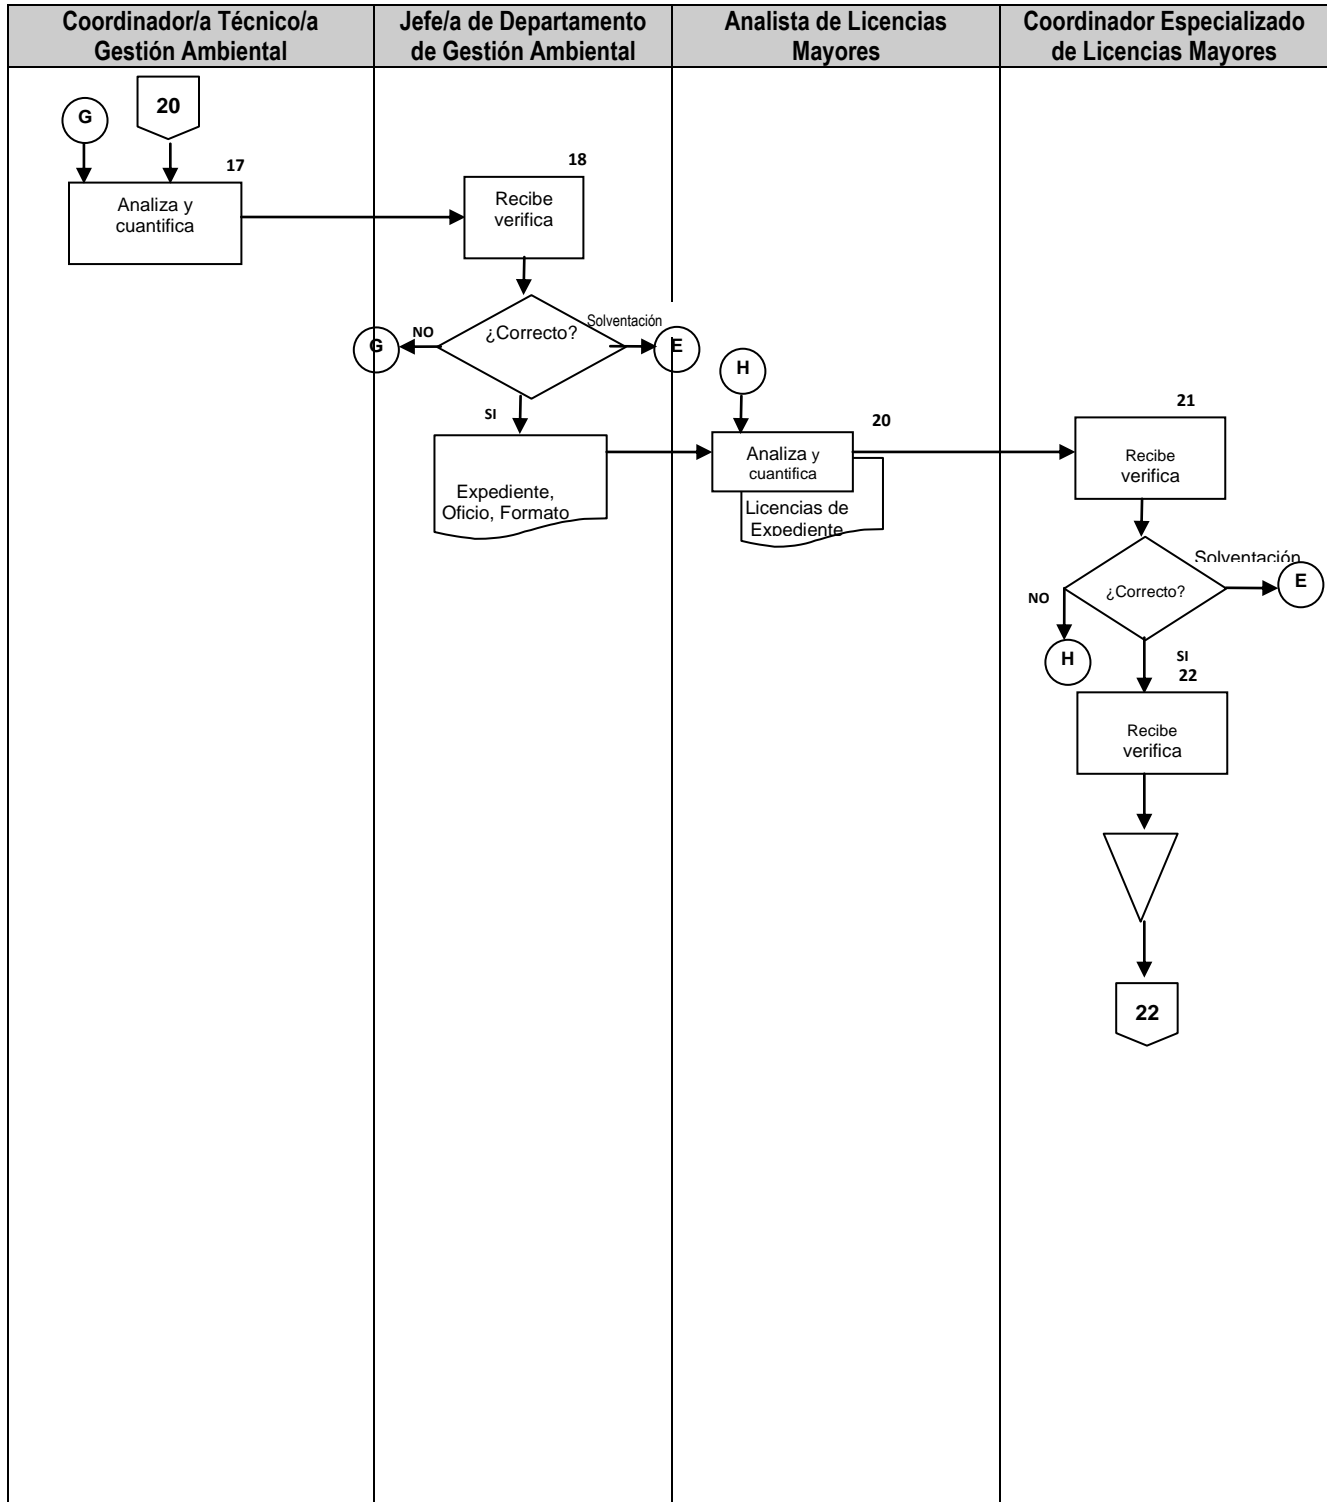 Coordinador/a Técnico/a
Gestión Ambiental
Jefe/a de Departamento
de Gestión Ambiental
Analista de Licencias
Mayores
Coordinador Especializado
de Licencias Mayores
G
20
17
Analiza y
cuantifica
18
Recibe
verifica
¿Correcto?
NO
G
Solventación
E
SI
Expediente,
Oficio, Formato
H
20
Analiza y
cuantifica
Licencias de
Expediente
21
Recibe
verifica
¿Correcto?
Solventación
E
NO
H
SI
22
Recibe
verifica
22